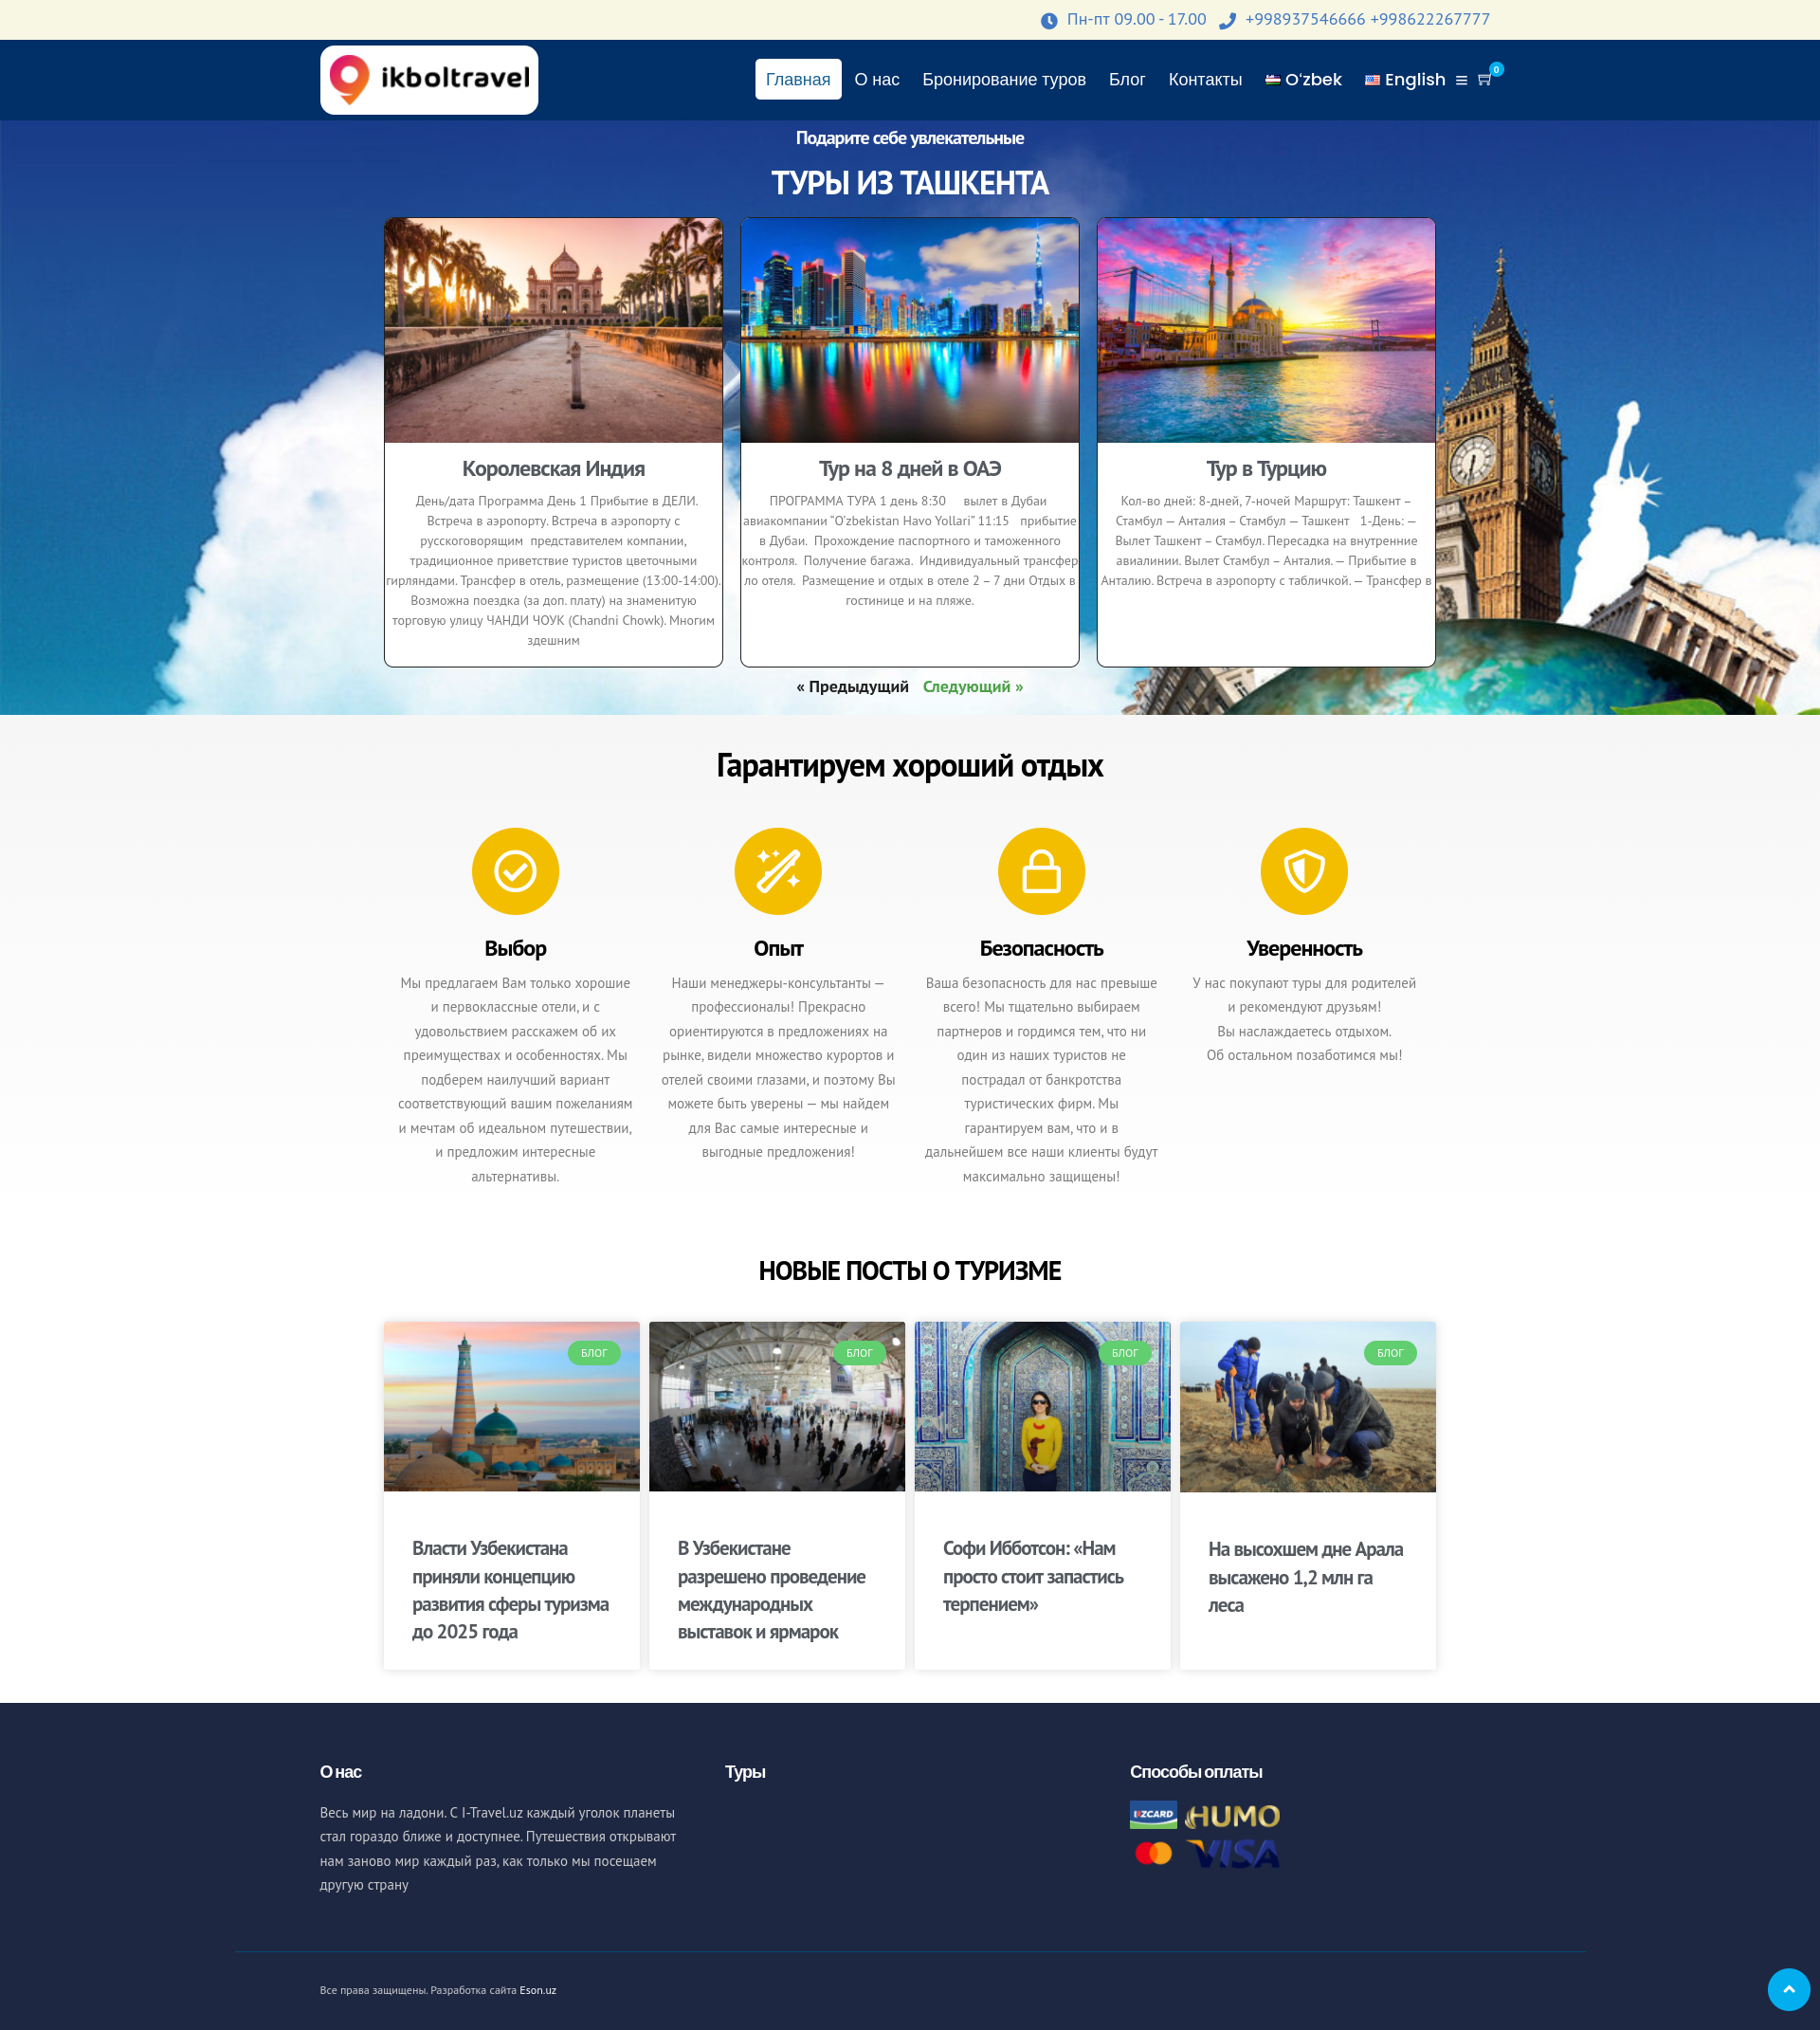 Пн-пт 09.00 - 17.00 +998937546666 +998622267777
ikboltravel
Главная О нас Бронирование туров Блог Контакты Oʻzbek English 0
Подарите себе увлекательные
ТУРЫ ИЗ ТАШКЕНТА
Королевская Индия
День/дата Программа День 1 Прибытие в ДЕЛИ.
Встреча в аэропорту. Встреча в аэропорту с
русскоговорящим представителем компании,
традиционное приветствие туристов цветочными
гирляндами. Трансфер в отель, размещение (13:00-14:00).
Возможна поездка (за доп. плату) на знаменитую
торговую улицу ЧАНДИ ЧОУК (Chandni Chowk). Многим
здешним
Тур на 8 дней в ОАЭ
ПРОГРАММА ТУРА 1 день 8:30 вылет в Дубаи
авиакомпании “O’zbekistan Havo Yollari” 11:15 прибытие
в Дубаи. Прохождение паспортного и таможенного
контроля. Получение багажа. Индивидуальный трансфер
ло отеля. Размещение и отдых в отеле 2 – 7 дни Отдых в
гостинице и на пляже.
Тур в Турцию
Кол-во дней: 8-дней, 7-ночей Маршрут: Ташкент –
Стамбул — Анталия – Стамбул — Ташкент 1-День: —
Вылет Ташкент – Стамбул. Пересадка на внутренние
авиалинии. Вылет Стамбул – Анталия. — Прибытие в
Анталию. Встреча в аэропорту с табличкой. — Трансфер в
« Предыдущий Следующий »
Гарантируем хороший отдых
Выбор
Мы предлагаем Вам только хорошие
и первоклассные отели, и с
удовольствием расскажем об их
преимуществах и особенностях. Мы
подберем наилучший вариант
соответствующий вашим пожеланиям
и мечтам об идеальном путешествии,
и предложим интересные
альтернативы.
Опыт
Наши менеджеры-консультанты —
профессионалы! Прекрасно
ориентируются в предложениях на
рынке, видели множество курортов и
отелей своими глазами, и поэтому Вы
можете быть уверены — мы найдем
для Вас самые интересные и
выгодные предложения!
Безопасность
Ваша безопасность для нас превыше
всего! Мы тщательно выбираем
партнеров и гордимся тем, что ни
один из наших туристов не
пострадал от банкротства
туристических фирм. Мы
гарантируем вам, что и в
дальнейшем все наши клиенты будут
максимально защищены!
Уверенность
У нас покупают туры для родителей
и рекомендуют друзьям!
Вы наслаждаетесь отдыхом.
Об остальном позаботимся мы!
НОВЫЕ ПОСТЫ О ТУРИЗМЕ
БЛОГ
Власти Узбекистана
приняли концепцию
развития сферы туризма
до 2025 года
БЛОГ
В Узбекистане
разрешено проведение
международных
выставок и ярмарок
БЛОГ
Софи Ибботсон: «Нам
просто стоит запастись
терпением»
БЛОГ
На высохшем дне Арала
высажено 1,2 млн га
леса
О нас
Весь мир на ладони. С I-Travel.uz каждый уголок планеты
стал гораздо ближе и доступнее. Путешествия открывают
нам заново мир каждый раз, как только мы посещаем
другую страну
Туры
Способы оплаты
UZCARD HUMO
VISA
Все права защищены. Разработка сайта Eson.uz